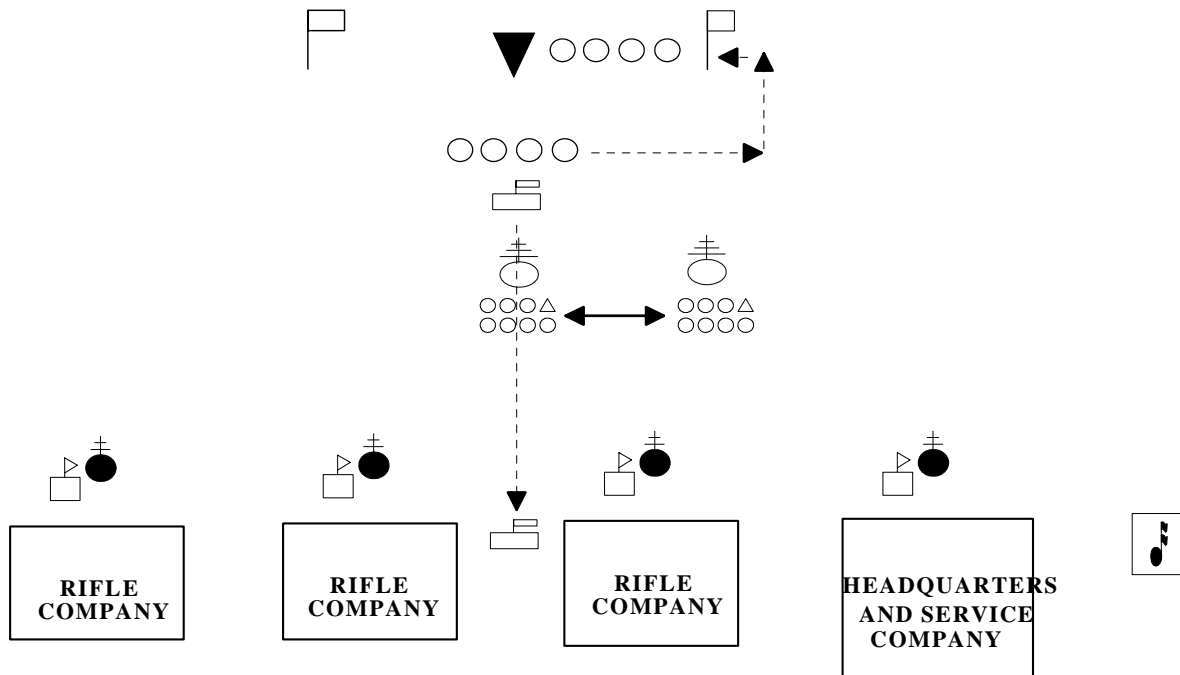 RIFLE
COMPANY
RIFLE
COMPANY
RIFLE
COMPANY
HEADQUARTERS
AND SERVICE
COMPANY